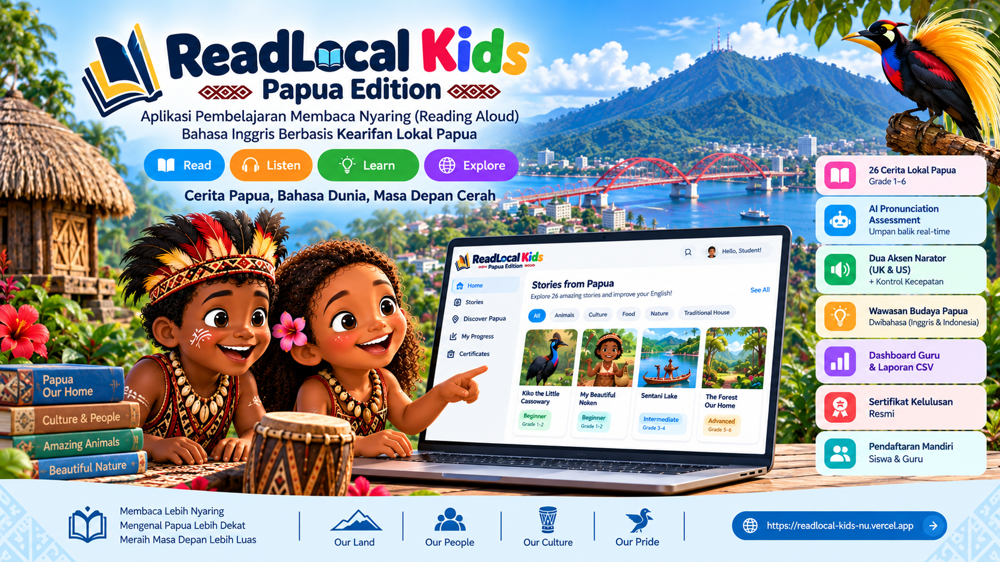 ReadLocal Kids
Papua Edition
Aplikasi Pembelajaran Membaca Nyaring (Reading Aloud)
Bahasa Inggris Berbasis Kearifan Lokal Papua
Read
Listen
Learn
Explore
Cerita Papua, Bahasa Dunia, Masa Depan Cerah
26 Cerita Lokal Papua
Grade 1–6
AI Pronunciation
Assessment
Umpan balik real-time
Dua Aksen Narator
(UK & US)
+ Kontrol Kecepatan
Wawasan Budaya Papua
Dwibahasa (Inggris & Indonesia)
Dashboard Guru
& Laporan CSV
Sertifikat Kelulusan
Resmi
Pendaftaran Mandiri
Siswa & Guru
ReadLocal Kids
Papua Edition
Hello, Student!
Home
Stories
Discover Papua
My Progress
Certificates
Stories from Papua
Explore 26 amazing stories and improve your English!
See All
All
Animals
Culture
Food
Nature
Traditional House
Kiko the Little
Cassowary
Beginner
Grade 1-2
My Beautiful
Noken
Beginner
Grade 1-2
Sentani Lake
Intermediate
Grade 3-4
The Forest
Our Home
Advanced
Grade 5-6
Papua
Our Home
Culture & People
Amazing Animals
Beautiful Nature
Membaca Lebih Nyaring
Mengenal Papua Lebih Dekat
Meraih Masa Depan Lebih Luas
Our Land
Our People
Our Culture
Our Pride
https://readlocal-kids-nu.vercel.app